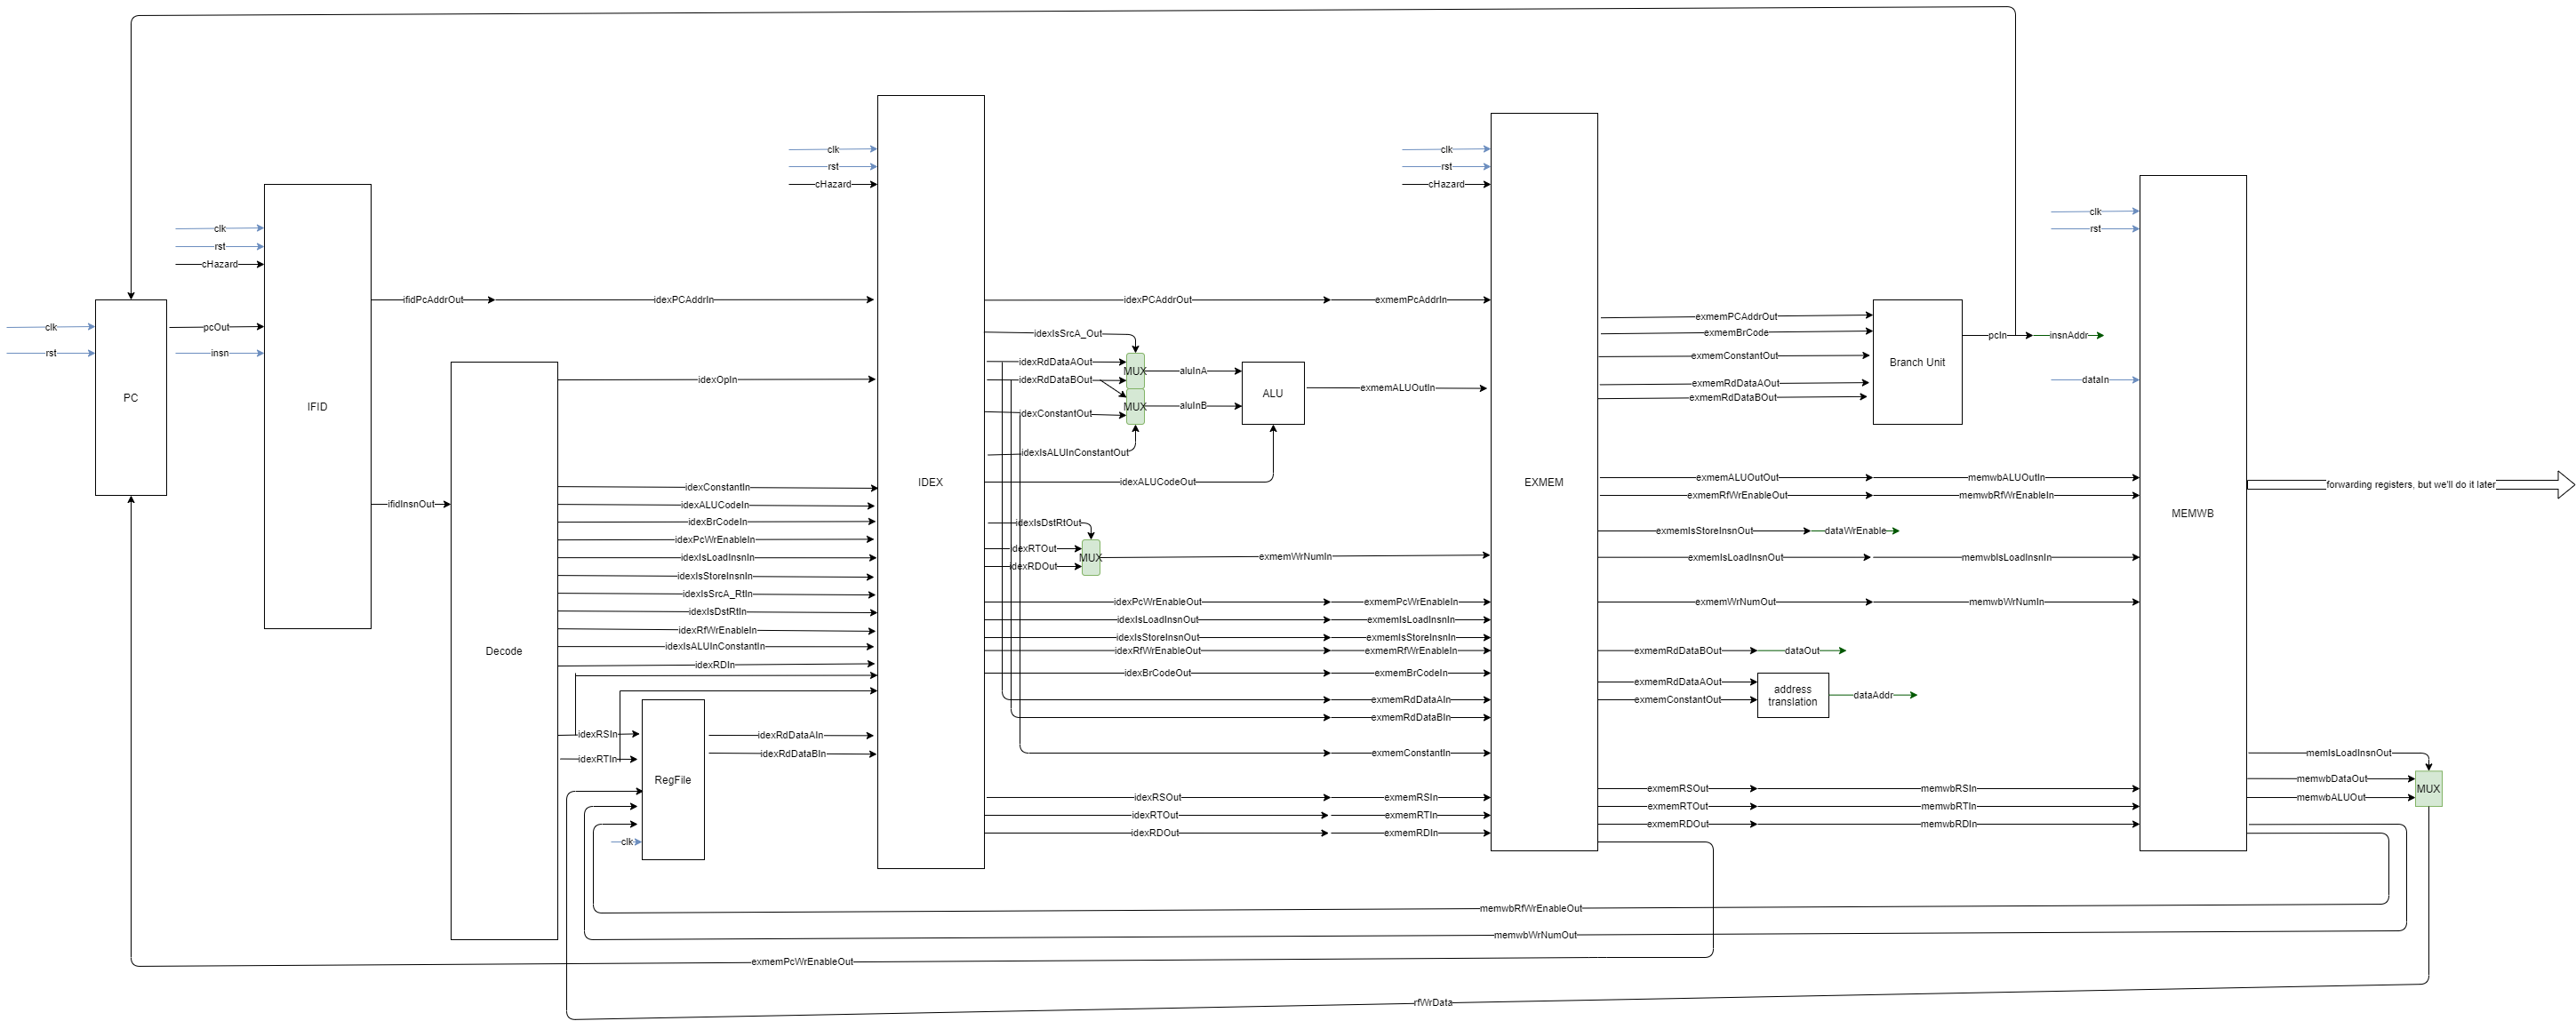 clk
rst
PC
clk
rst
cHazard
pcOut
insn
IFID
ifidPcAddrOut
idexPCAddrIn
ifidInsnOut
Decode
idexOpIn
idexConstantIn
idexALUCodeIn
idexBrCodeIn
idexPcWrEnableIn
idexIsLoadInsnIn
idexIsStoreInsnIn
idexIsSrcA_RtIn
idexIsDstRtIn
idexRfWrEnableIn
idexIsALUInConstantIn
idexRDIn
idexRSIn
idexRTIn
RegFile
clk
idexRdDataAIn
idexRdDataBIn
clk
rst
cHazard
IDEX
idexPCAddrOut
exmemPcAddrIn
idexIsSrcA_Out
idexRdDataAOut
idexRdDataBOut
idexConstantOut
idexIsALUInConstantOut
MUX
MUX
aluInA
aluInB
ALU
exmemALUOutIn
idexALUCodeOut
idexIsDstRtOut
idexRTOut
idexRDOut
MUX
exmemWrNumIn
idexPcWrEnableOut
exmemPcWrEnableIn
idexIsLoadInsnOut
exmemIsLoadInsnIn
idexIsStoreInsnOut
exmemIsStoreInsnIn
idexRfWrEnableOut
exmemRfWrEnableIn
idexBrCodeOut
exmemBrCodeIn
exmemRdDataAIn
exmemRdDataBIn
exmemConstantIn
idexRSOut
exmemRSIn
idexRTOut
exmemRTIn
idexRDOut
exmemRDIn
clk
rst
cHazard
EXMEM
exmemPCAddrOut
exmemBrCode
exmemConstantOut
exmemRdDataAOut
exmemRdDataBOut
Branch Unit
pcIn
insnAddr
exmemALUOutOut
memwbALUOutIn
exmemRfWrEnableOut
memwbRfWrEnableIn
exmemIsStoreInsnOut
dataWrEnable
exmemIsLoadInsnOut
memwbIsLoadInsnIn
exmemWrNumOut
memwbWrNumIn
exmemRdDataBOut
dataOut
exmemRdDataAOut
exmemConstantOut
address
translation
dataAddr
exmemRSOut
memwbRSIn
exmemRTOut
memwbRTIn
exmemRDOut
memwbRDIn
clk
rst
dataIn
MEMWB
forwarding registers, but we'll do it later
memIsLoadInsnOut
memwbDataOut
memwbALUOut
MUX
memwbRfWrEnableOut
memwbWrNumOut
exmemPcWrEnableOut
rfWrData